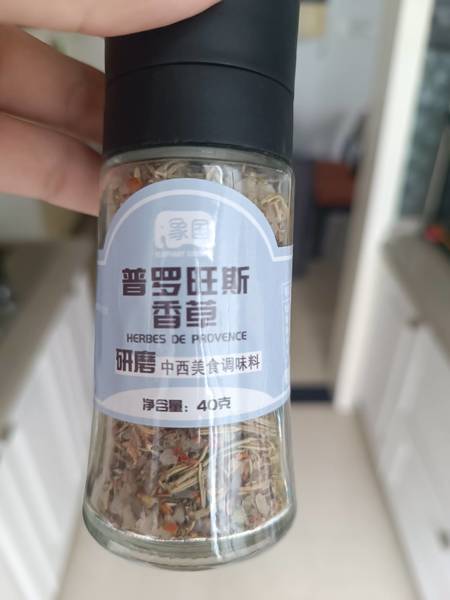 象国
普罗旺斯
香草
HERBES DE PROVENCE
研磨 中西美食调味料
净含量：40克